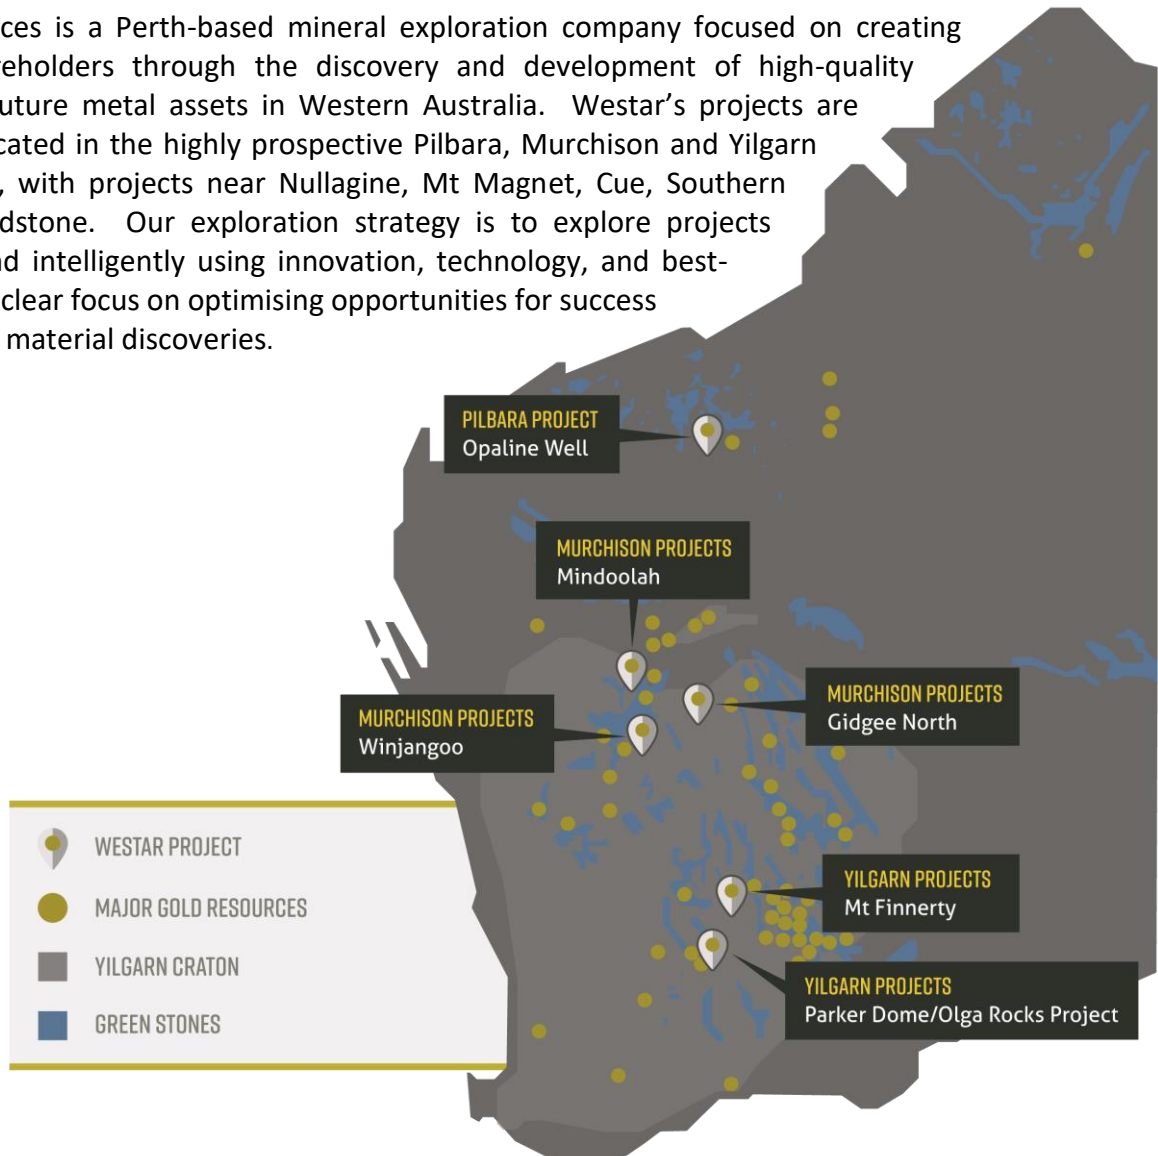 ces is a Perth-based mineral exploration company focused on creating
reholders through the discovery and development of high-quality
uture metal assets in Western Australia. Westar's projects are
cated in the highly prospective Pilbara, Murchison and Yilgarn
, with projects near Nullagine, Mt Magnet, Cue, Southern
dstone. Our exploration strategy is to explore projects
nd intelligently using innovation, technology, and best-
clear focus on optimising opportunities for success
material discoveries.
PILBARA PROJECT
Opaline Well
MURCHISON PROJECTS
Mindoolah
MURCHISON PROJECTS
Gidgee North
MURCHISON PROJECTS
Winjangoo
WESTAR PROJECT
MAJOR GOLD RESOURCES
YILGARN CRATON
GREEN STONES
YILGARN PROJECTS
Mt Finnerty
YILGARN PROJECTS
Parker Dome/Olga Rocks Project